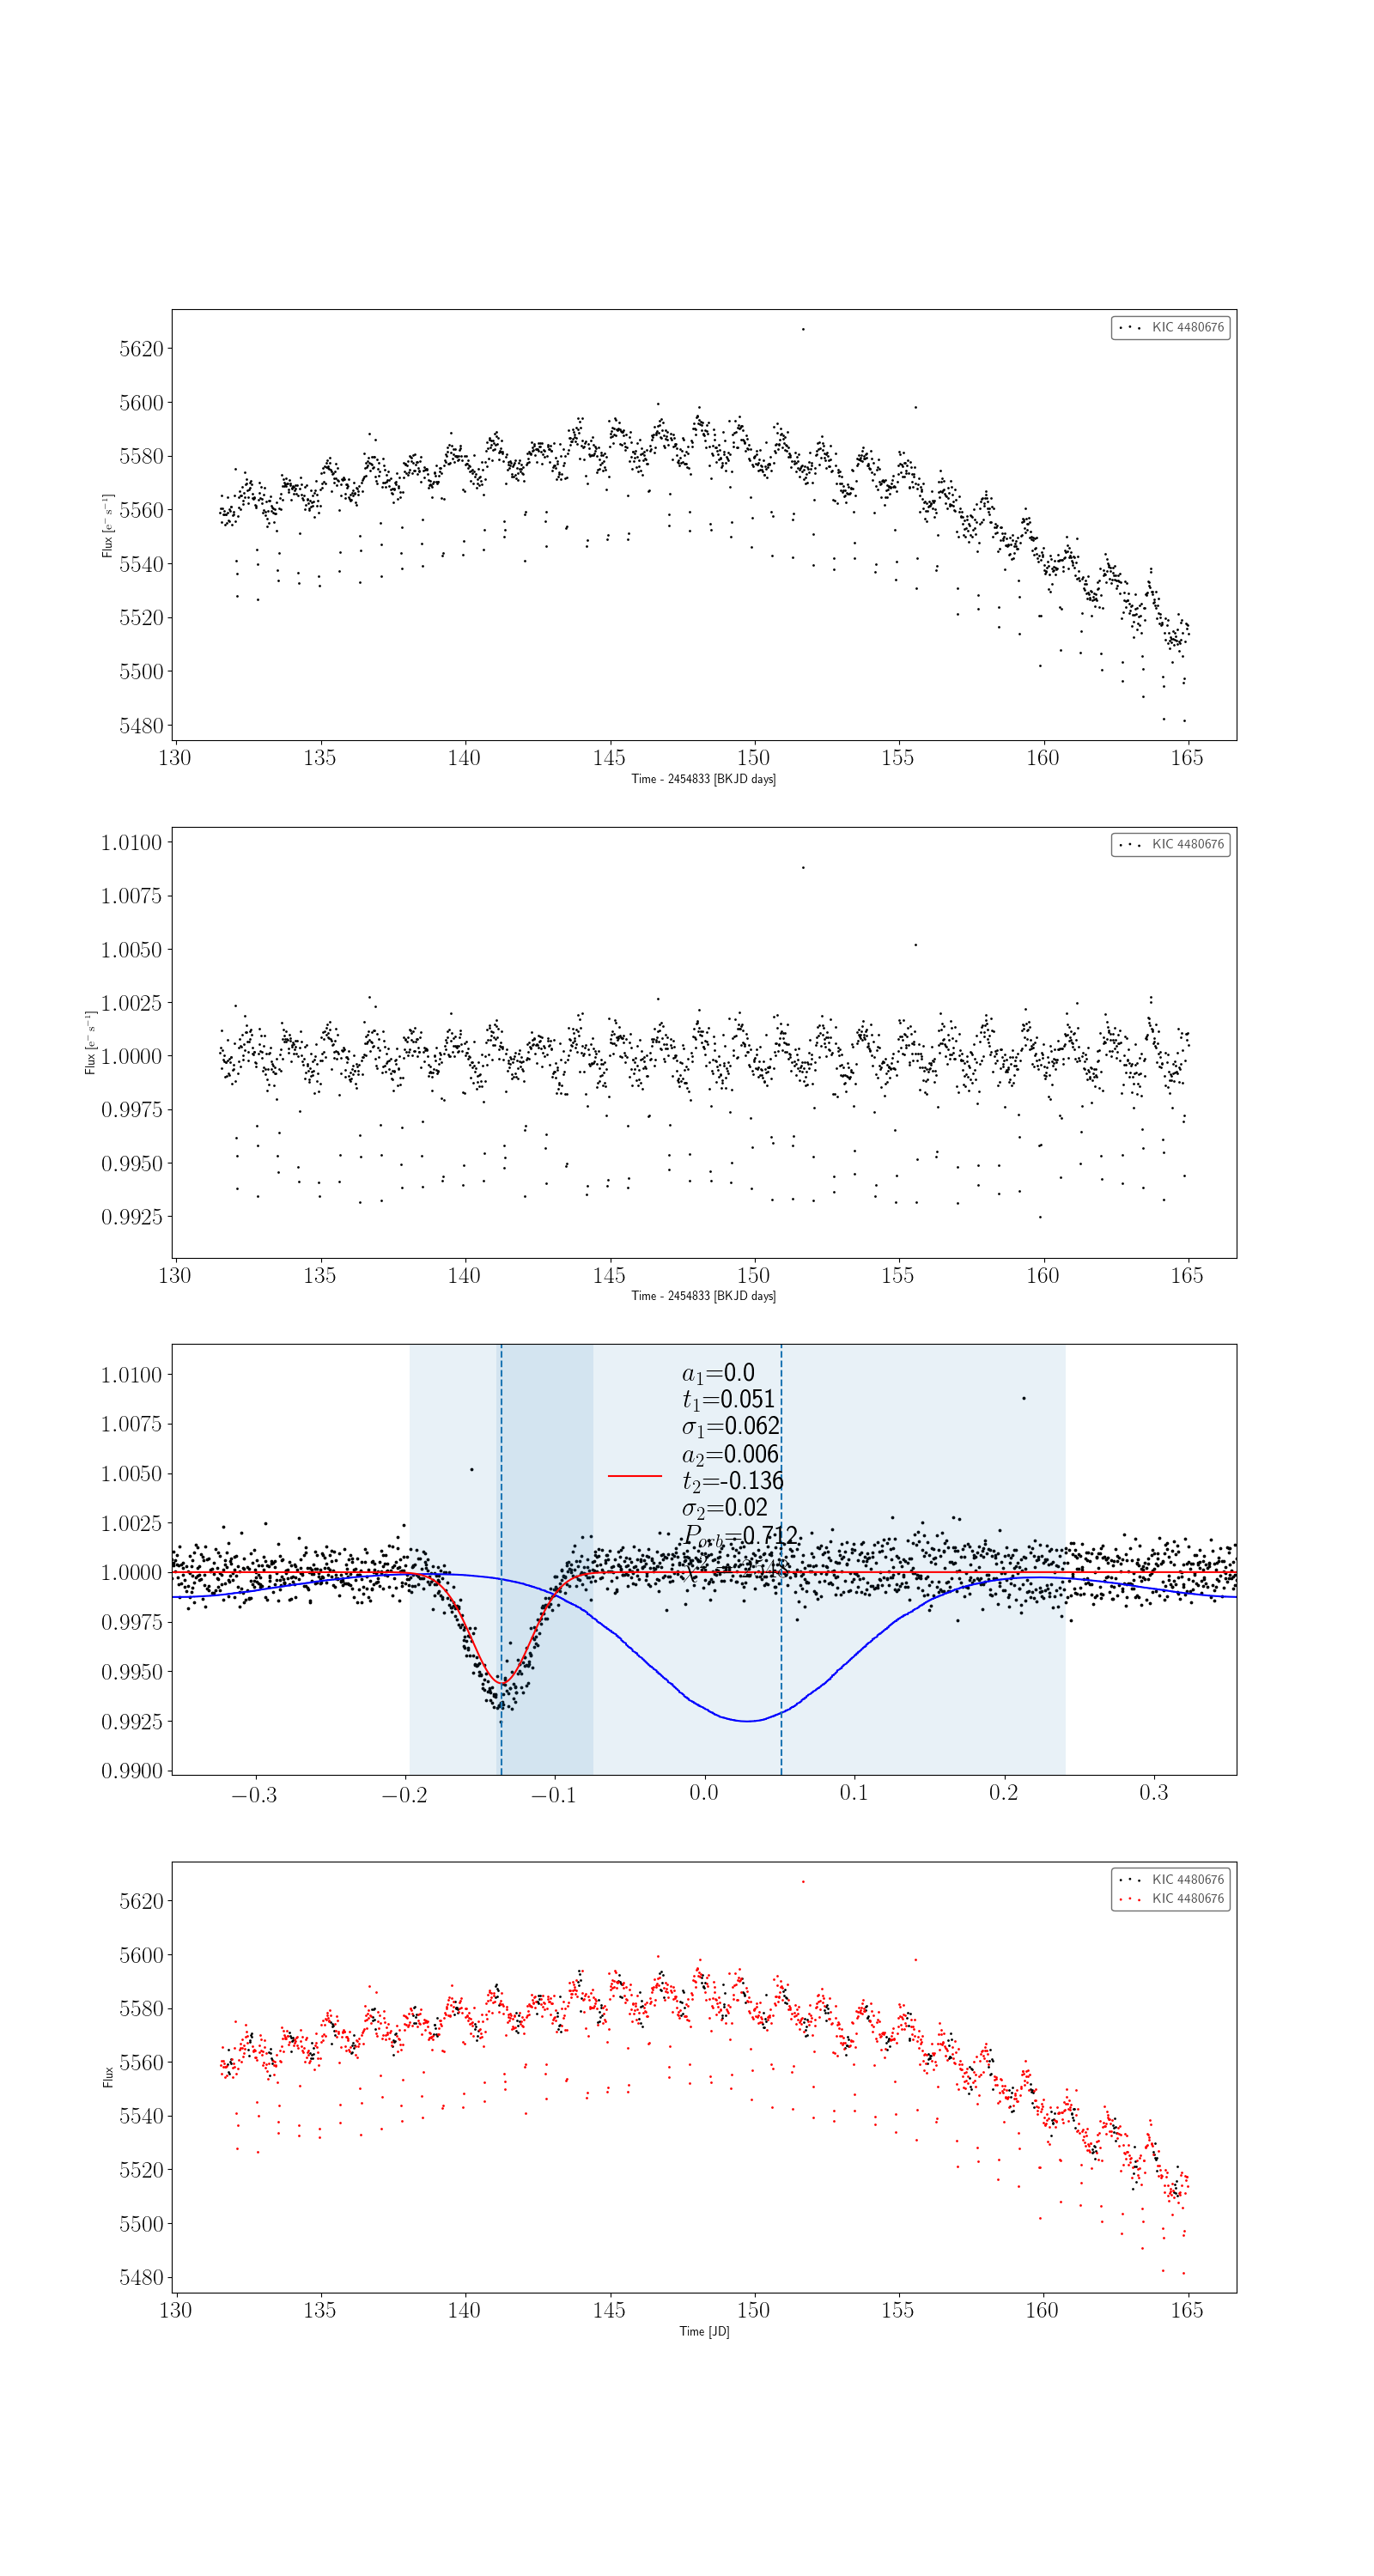 KIC 4480676
5620
5600
5580
5560
5540
5520
5500
5480
Flux [e⁻ s⁻¹]
130 135 140 145 150 155 160 165
Time - 2454833 [BKJD days]
KIC 4480676
1.0100
1.0075
1.0050
1.0025
1.0000
0.9975
0.9950
0.9925
Flux [e⁻ s⁻¹]
130 135 140 145 150 155 160 165
Time - 2454833 [BKJD days]
a₁=0.0
t₁=0.051
σ₁=0.062
a₂=0.006
t₂=-0.136
σ₂=0.02
P_orb=0.712
1.0100
1.0075
1.0050
1.0025
1.0000
0.9975
0.9950
0.9925
0.9900
−0.3 −0.2 −0.1 0.0 0.1 0.2 0.3
KIC 4480676
KIC 4480676
5620
5600
5580
5560
5540
5520
5500
5480
Flux
130 135 140 145 150 155 160 165
Time [JD]